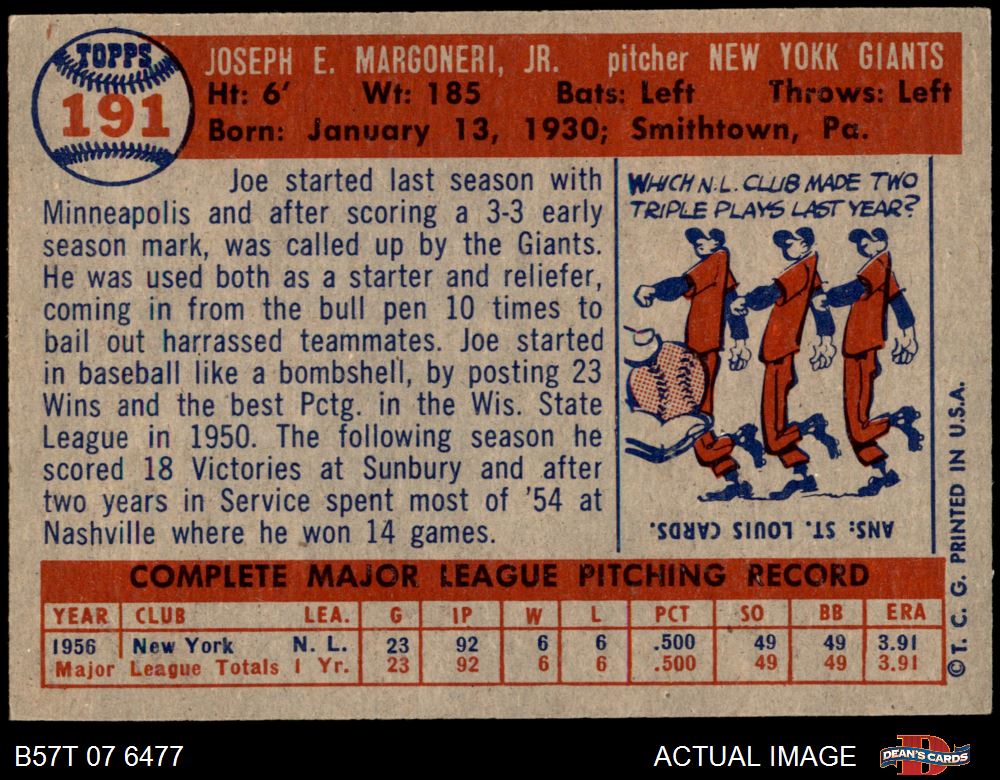 TOPPS
191
JOSEPH E. MARGONERI, JR. pitcher NEW YOKK GIANTS
Ht: 6' Wt: 185 Bats: Left Throws: Left
Born: January 13, 1930; Smithtown, Pa.
Joe started last season with
Minneapolis and after scoring a 3-3 early
season mark, was called up by the Giants.
He was used both as a starter and reliefer,
coming in from the bull pen 10 times to
bail out harrassed teammates. Joe started
in baseball like a bombshell, by posting 23
Wins and the best Pctg. in the Wis. State
League in 1950. The following season he
scored 18 Victories at Sunbury and after
two years in Service spent most of '54 at
Nashville where he won 14 games.
WHICH N.L. CLUB MADE TWO
TRIPLE PLAYS LAST YEAR?
ANS: ST. LOUIS CARDS.
COMPLETE MAJOR LEAGUE PITCHING RECORD
YEAR CLUB LEA. G IP W L PCT SO BB ERA
1956 New York N. L. 23 92 6 6 .500 49 49 3.91
Major League Totals 1 Yr. 23 92 6 6 .500 49 49 3.91
©T. C. G. PRINTED IN U.S.A.
B57T 07 6477
ACTUAL IMAGE
DEAN'S CARDS